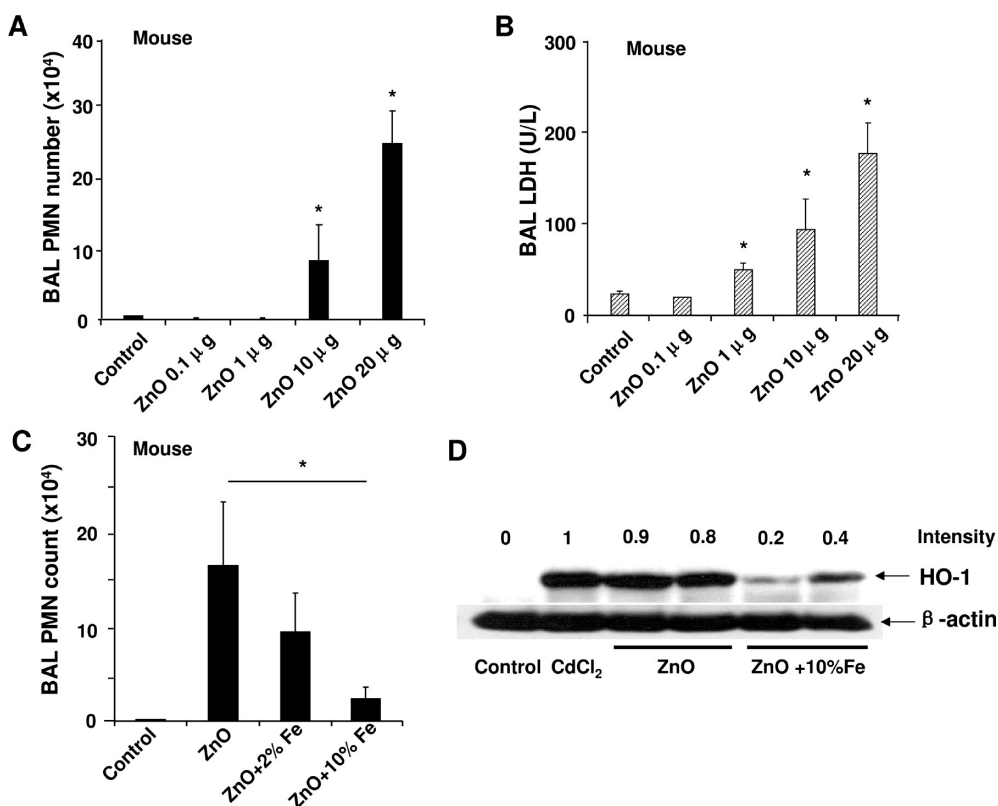 A
Mouse
BAL PMN number (x10⁴)
40
30
20
10
0
*
*
Control
ZnO 0.1 μ g
ZnO 1 μ g
ZnO 10 μ g
ZnO 20 μ g
B
Mouse
BAL LDH (U/L)
300
200
100
0
*
*
*
Control
ZnO 0.1 μ g
ZnO 1 μ g
ZnO 10 μ g
ZnO 20 μ g
C
Mouse
BAL PMN count (x10⁴)
30
20
10
0
*
Control
ZnO
ZnO+2% Fe
ZnO+10% Fe
D
0 1 0.9 0.8 0.2 0.4 Intensity
HO-1
β-actin
Control CdCl₂ ZnO ZnO +10%Fe